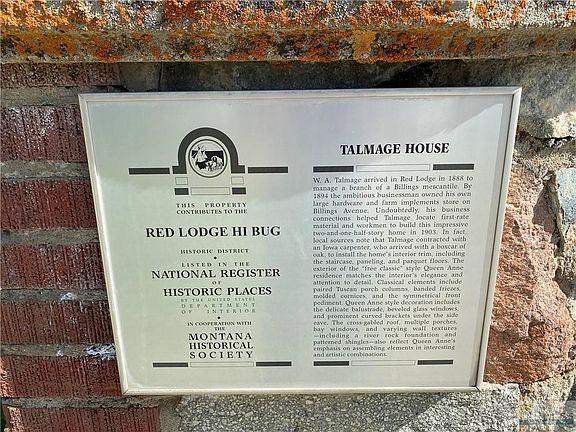 THIS PROPERTY
CONTRIBUTES TO THE
RED LODGE HI BUG
HISTORIC DISTRICT
LISTED IN THE
NATIONAL REGISTER
OF
HISTORIC PLACES
BY THE UNITED STATES
DEPARTMENT
OF INTERIOR
IN COOPERATION WITH
THE
MONTANA
HISTORICAL
SOCIETY
TALMAGE HOUSE
W. A. Talmage arrived in Red Lodge in 1888 to
manage a branch of a Billings mescantile. By
1894 the ambitious businessman owned his own
large hardware and farm implements store on
Billings Avenue. Undoubtedly, his business
connections helped Talmage locate first-rate
material and workmen to build this impressive
two-and-one-half-story home in 1903. In fact,
local sources note that Talmage contracted with
an Iowa carpenter, who arrived with a boxcar of
oak, to install the home's interior trim, including
the staircase, paneling, and parquet floors. The
exterior of the "free classic" style Queen Anne
residence matches the interior's elegance and
attention to detail. Classical elements include
paired Tuscan porch columns, banded friezes,
molded cornices, and the symmetrical front
pediment. Queen Anne style decoration includes
the delicate balustrade, beveled glass windows,
and prominent curved brackets under the side
eave. The cross-gabled roof, multiple porches,
bay windows, and varying wall textures
—including a river rock foundation and
patterned shingles—also reflect Queen Anne's
emphasis on assembling elements in interesting
and artistic combinations.